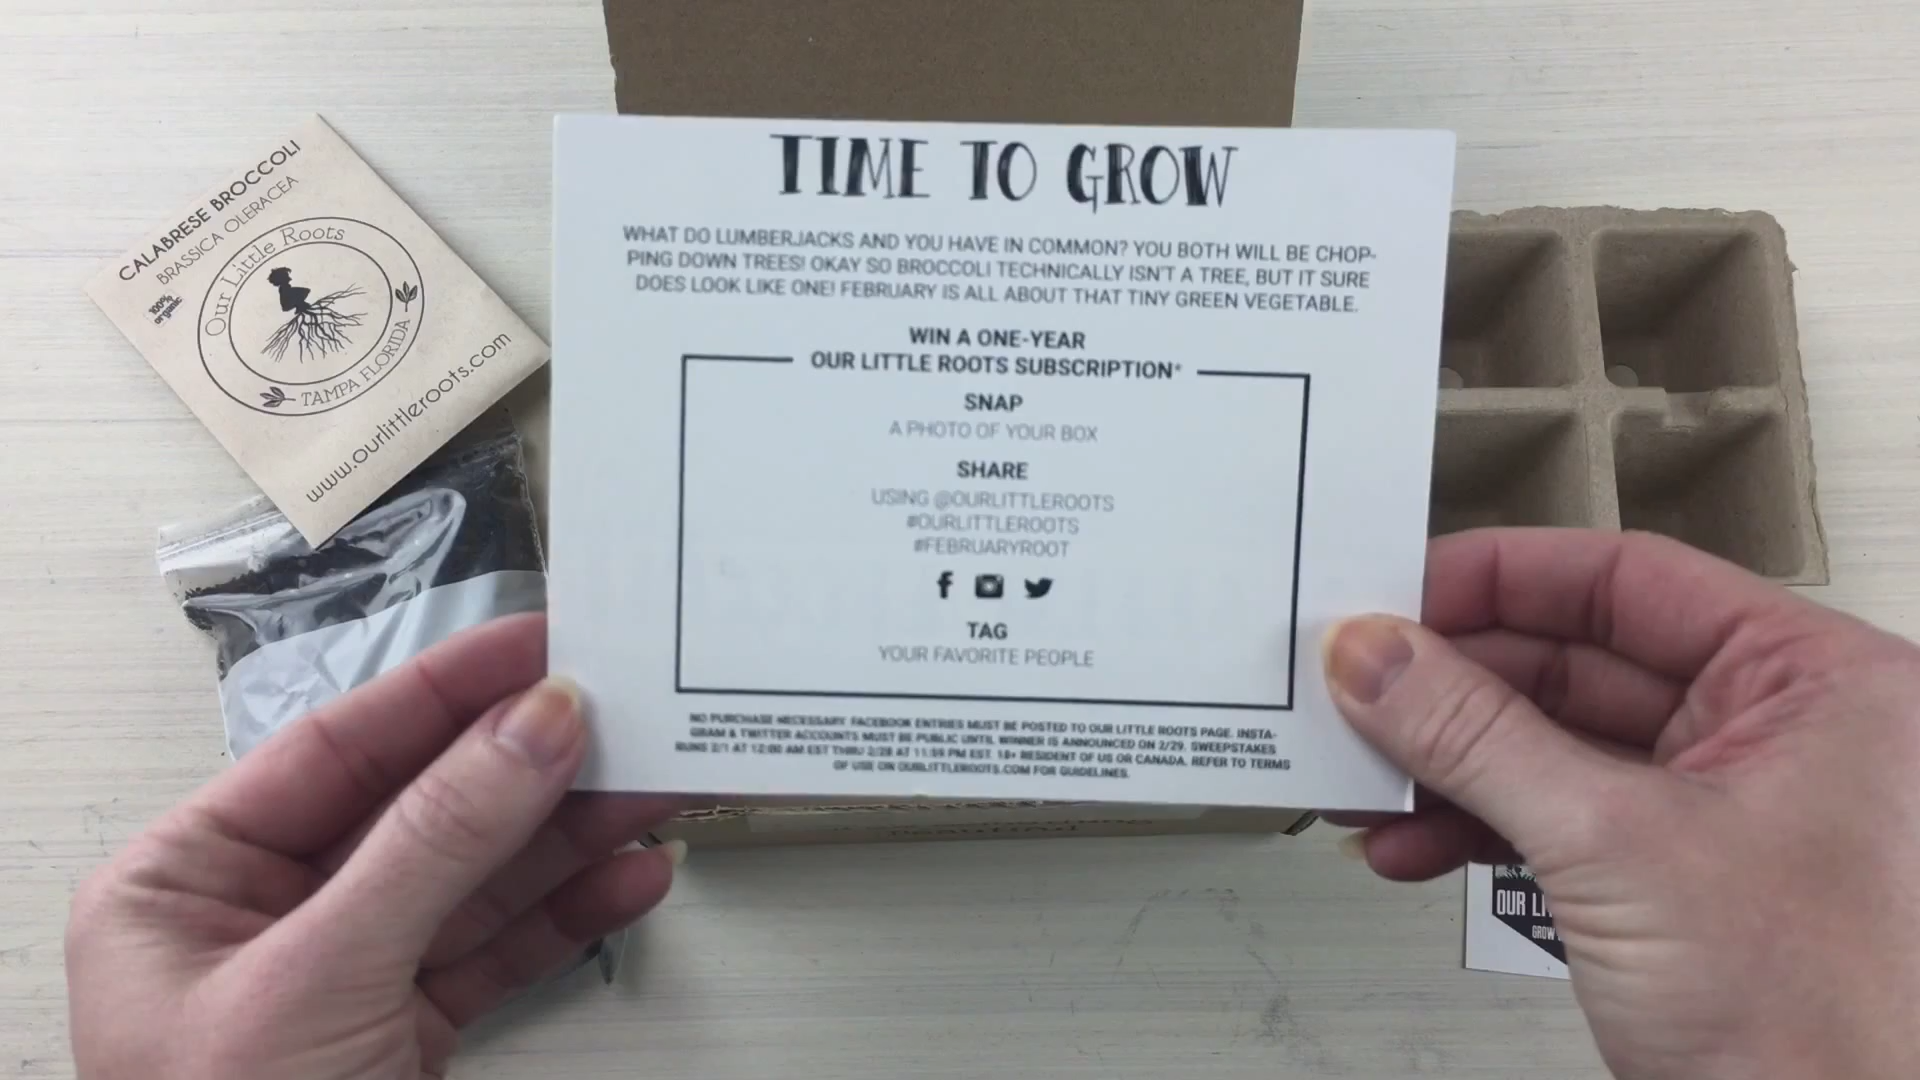 CALABRESE BROCCOLI
BRASSICA OLERACEA
100%
organic
Our Little Roots
TAMPA FLORIDA
www.ourlittleroots.com
TIME TO GROW
WHAT DO LUMBERJACKS AND YOU HAVE IN COMMON? YOU BOTH WILL BE CHOP-
PING DOWN TREES! OKAY SO BROCCOLI TECHNICALLY ISN'T A TREE, BUT IT SURE
DOES LOOK LIKE ONE! FEBRUARY IS ALL ABOUT THAT TINY GREEN VEGETABLE.
WIN A ONE-YEAR
OUR LITTLE ROOTS SUBSCRIPTION*
SNAP
A PHOTO OF YOUR BOX
SHARE
USING @OURLITTLEROOTS
#OURLITTLEROOTS
#FEBRUARYROOT
TAG
YOUR FAVORITE PEOPLE
NO PURCHASE NECESSARY. FACEBOOK ENTRIES MUST BE POSTED TO OUR LITTLE ROOTS PAGE. INSTA-
GRAM & TWITTER ACCOUNTS MUST BE PUBLIC UNTIL WINNER IS ANNOUNCED ON 2/29. SWEEPSTAKES
RUNS 2/1 AT 12:00 AM EST THRU 2/28 AT 11:59 PM EST. 18+ RESIDENT OF US OR CANADA. REFER TO TERMS
OF USE ON OURLITTLEROOTS.COM FOR GUIDELINES.
OUR LI
GROW